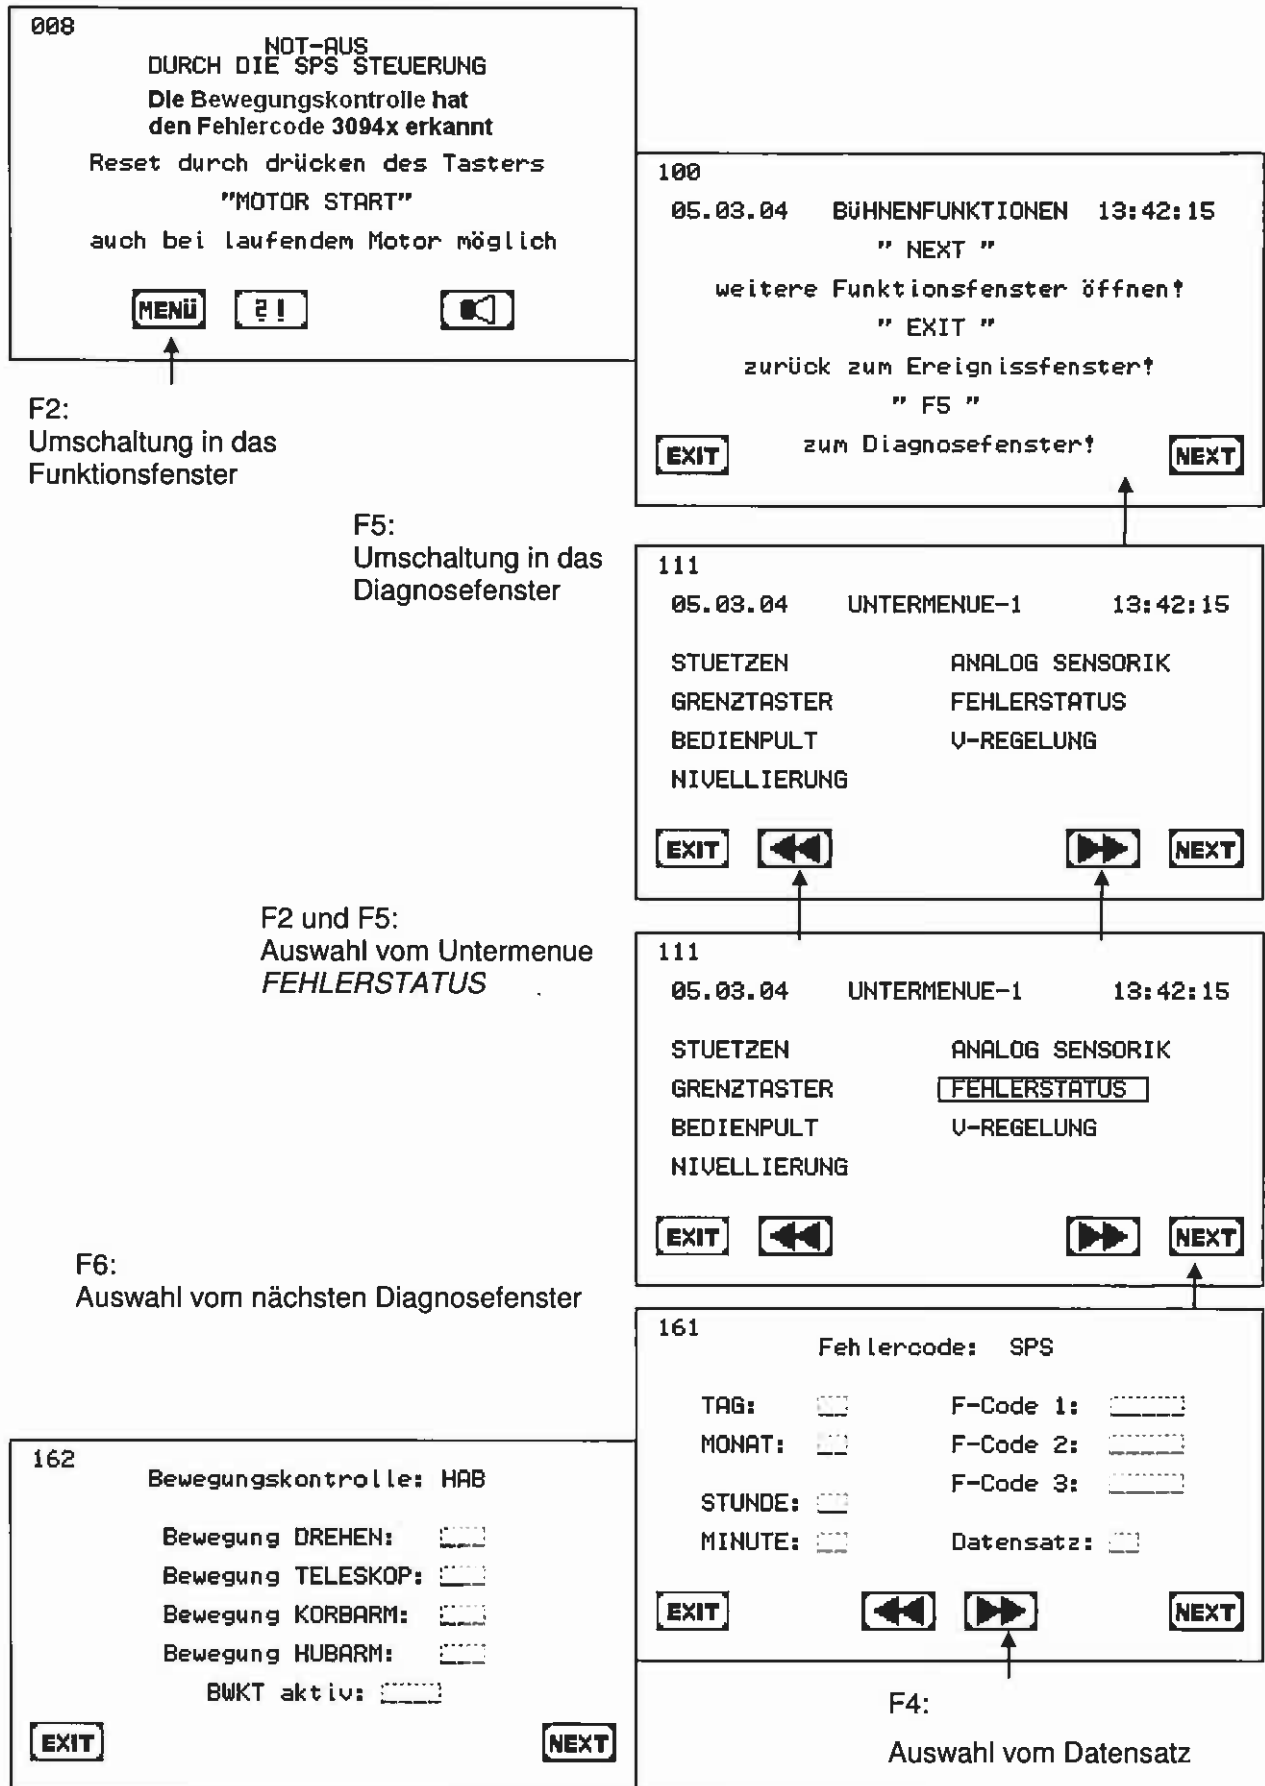 008
NOT-AUS
DURCH DIE SPS STEUERUNG
Die Bewegungskontrolle hat
den Fehlercode 3094x erkannt
Reset durch drücken des Tasters
"MOTOR START"
auch bei laufendem Motor möglich
MENÜ ?!
F2:
Umschaltung in das
Funktionsfenster
100
05.03.04 BÜHNENFUNKTIONEN 13:42:15
" NEXT "
weitere Funktionsfenster öffnen!
" EXIT "
zurück zum Ereignissfenster!
" F5 "
zum Diagnosefenster!
EXIT NEXT
F5:
Umschaltung in das
Diagnosefenster
111
05.03.04 UNTERMENUE-1 13:42:15
STUETZEN ANALOG SENSORIK
GRENZTASTER FEHLERSTATUS
BEDIENPULT V-REGELUNG
NIVELLIERUNG
EXIT NEXT
F2 und F5:
Auswahl vom Untermenue
FEHLERSTATUS
111
05.03.04 UNTERMENUE-1 13:42:15
STUETZEN ANALOG SENSORIK
GRENZTASTER FEHLERSTATUS
BEDIENPULT V-REGELUNG
NIVELLIERUNG
EXIT NEXT
F6:
Auswahl vom nächsten Diagnosefenster
161
Fehlercode: SPS
TAG: F-Code 1:
MONAT: F-Code 2:
F-Code 3:
STUNDE:
MINUTE: Datensatz:
EXIT NEXT
F4:
Auswahl vom Datensatz
162
Bewegungskontrolle: HAB
Bewegung DREHEN:
Bewegung TELESKOP:
Bewegung KORBARM:
Bewegung HUBARM:
BWKT aktiv:
EXIT NEXT